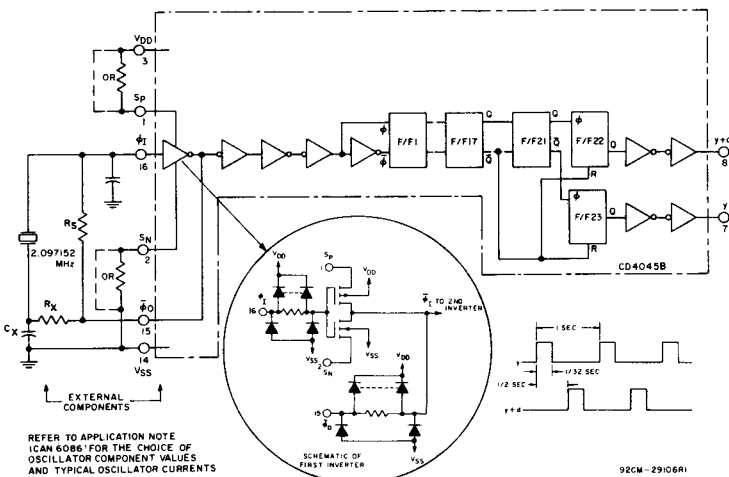 VDD
3
OR
SP
1
φI
16
RS
2.097152
MHz
SN
2
OR
RX
φ̄O
15
CX
14
VSS
EXTERNAL
COMPONENTS
REFER TO APPLICATION NOTE
ICAN 6086' FOR THE CHOICE OF
OSCILLATOR COMPONENT VALUES
AND TYPICAL OSCILLATOR CURRENTS
φ
φ̄
F/F1
F/F17
Q
Q̄
F/F21
Q
Q̄
φ
F/F22
Q
R
y+d
8
φ
F/F23
Q
R
y
7
CD4045B
SP
1
VDD
VDD
φI
16
φ̄I TO 2ND
INVERTER
VSS
VSS
2
SN
VDD
15
φ̄O
VSS
SCHEMATIC OF
FIRST INVERTER
1 SEC
y
1/32 SEC
1/2 SEC
y+d
92CM-29106R1